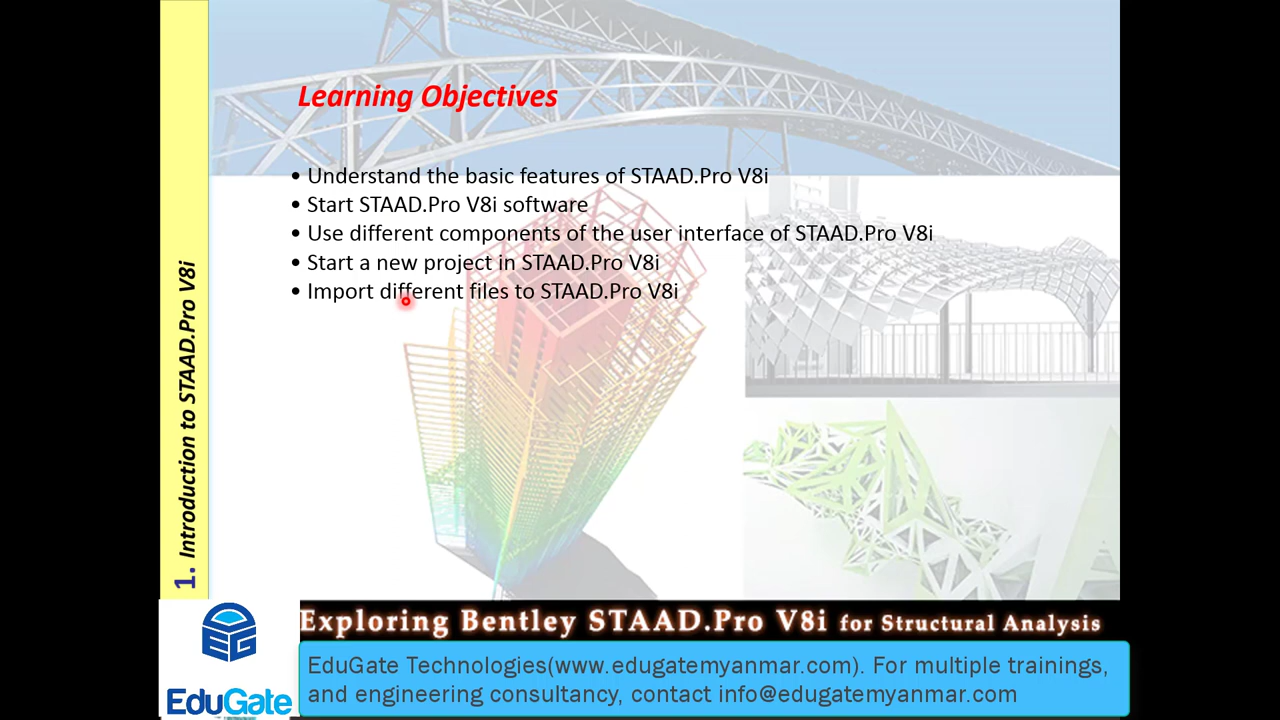 Learning Objectives
• Understand the basic features of STAAD.Pro V8i
• Start STAAD.Pro V8i software
• Use different components of the user interface of STAAD.Pro V8i
• Start a new project in STAAD.Pro V8i
• Import different files to STAAD.Pro V8i
1. Introduction to STAAD.Pro V8i
Exploring Bentley STAAD.Pro V8i for Structural Analysis
EduGate Technologies(www.edugatemyanmar.com). For multiple trainings,
and engineering consultancy, contact info@edugatemyanmar.com
EG
EduGate